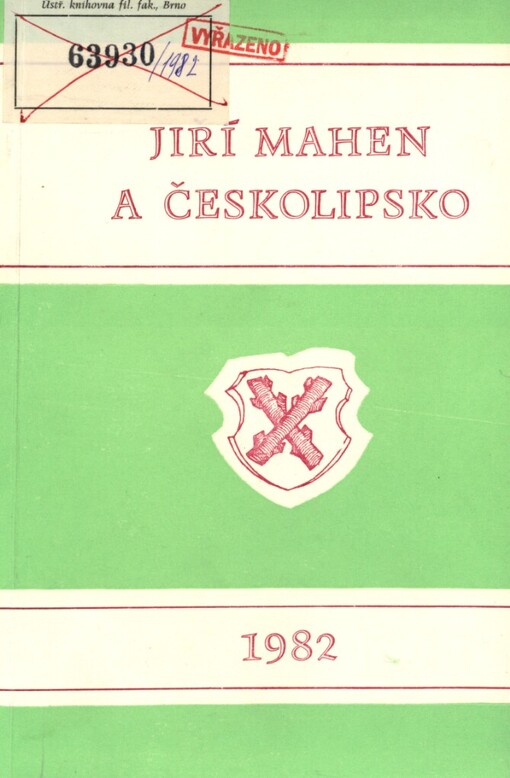 Ústř. knihovna fil. fak., Brno
63930/1982
VYŘAZENO!
JIŘÍ MAHEN
A ČESKOLIPSKO
1982